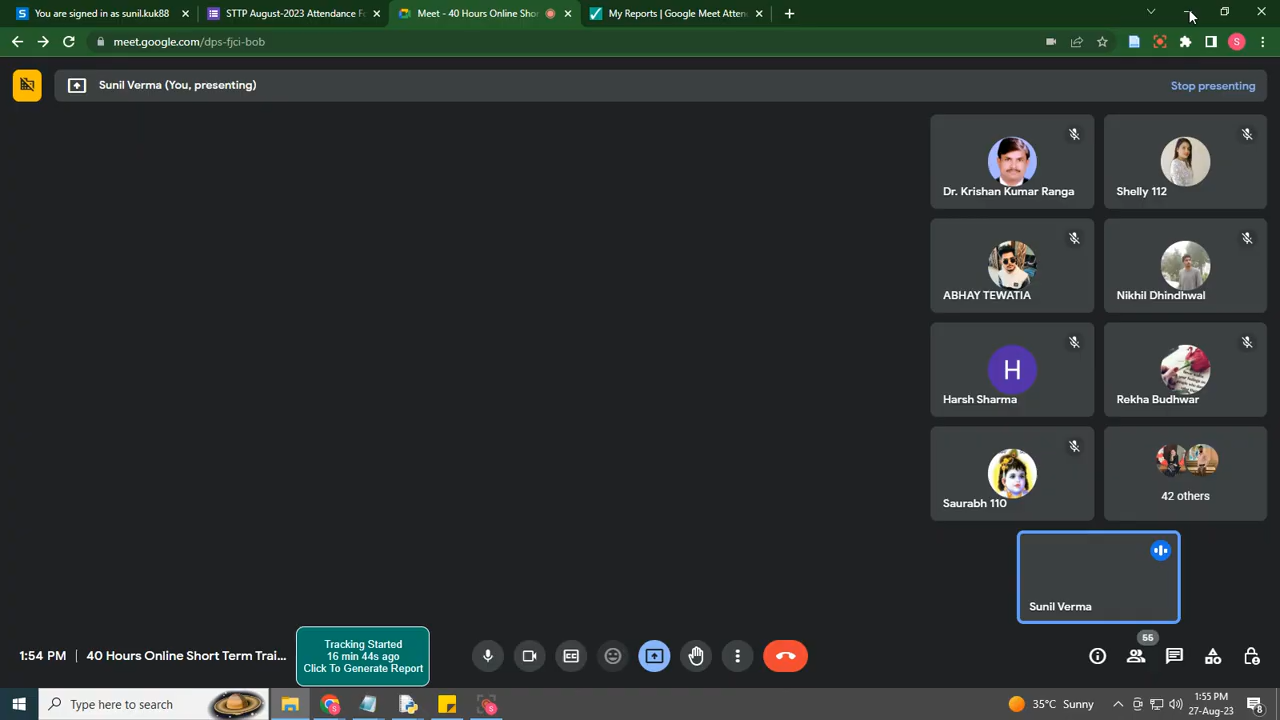 You are signed in as sunil.kuk88
STTP August-2023 Attendance Fo
Meet - 40 Hours Online Shor
My Reports | Google Meet Atten
meet.google.com/dps-fjci-bob
S
Sunil Verma (You, presenting)
Stop presenting
Dr. Krishan Kumar Ranga
Shelly 112
ABHAY TEWATIA
Nikhil Dhindhwal
H
Harsh Sharma
Rekha Budhwar
Saurabh 110
42 others
Sunil Verma
1:54 PM
40 Hours Online Short Term Trai...
Tracking Started
16 min 44s ago
Click To Generate Report
55
Type here to search
35°C Sunny
1:55 PM
27-Aug-23
8